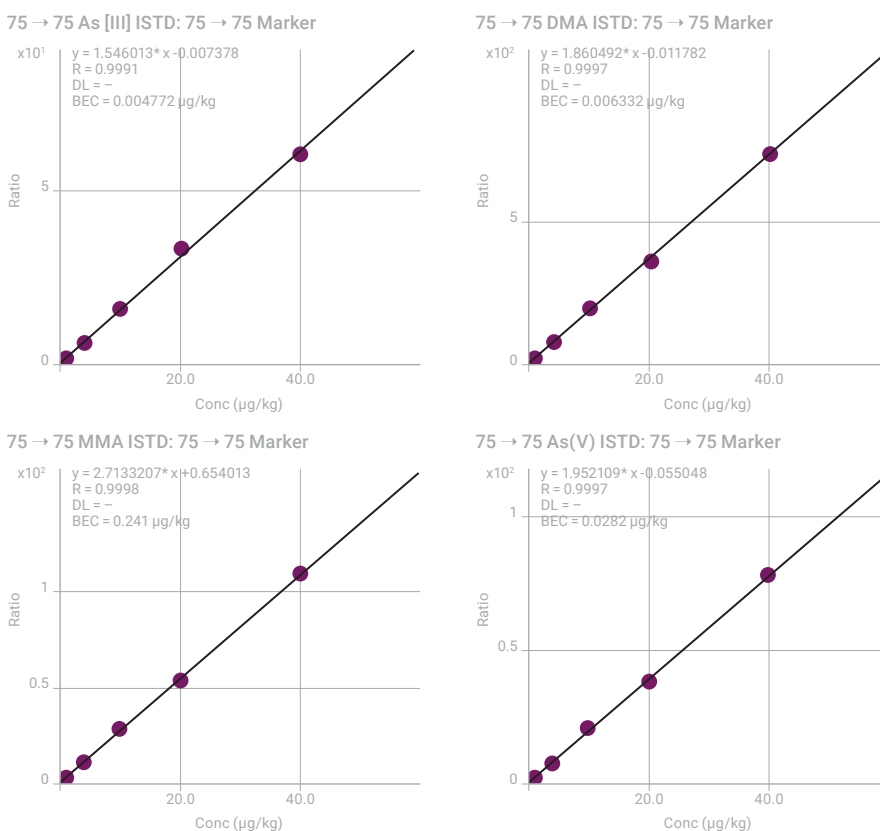 75 → 75 As [III] ISTD: 75 → 75 Marker
x10¹
y = 1.546013* x -0.007378
R = 0.9991
DL = –
BEC = 0.004772 µg/kg
Ratio
5
0
20.0
40.0
Conc (µg/kg)
75 → 75 DMA ISTD: 75 → 75 Marker
x10²
y = 1.860492* x -0.011782
R = 0.9997
DL = –
BEC = 0.006332 µg/kg
Ratio
5
0
20.0
40.0
Conc (µg/kg)
75 → 75 MMA ISTD: 75 → 75 Marker
x10²
y = 2.7133207* x +0.654013
R = 0.9998
DL = –
BEC = 0.241 µg/kg
Ratio
1
0.5
0
20.0
40.0
Conc (µg/kg)
75 → 75 As(V) ISTD: 75 → 75 Marker
x10²
y = 1.952109* x -0.055048
R = 0.9997
DL = –
BEC = 0.0282 µg/kg
Ratio
1
0.5
0
20.0
40.0
Conc (µg/kg)